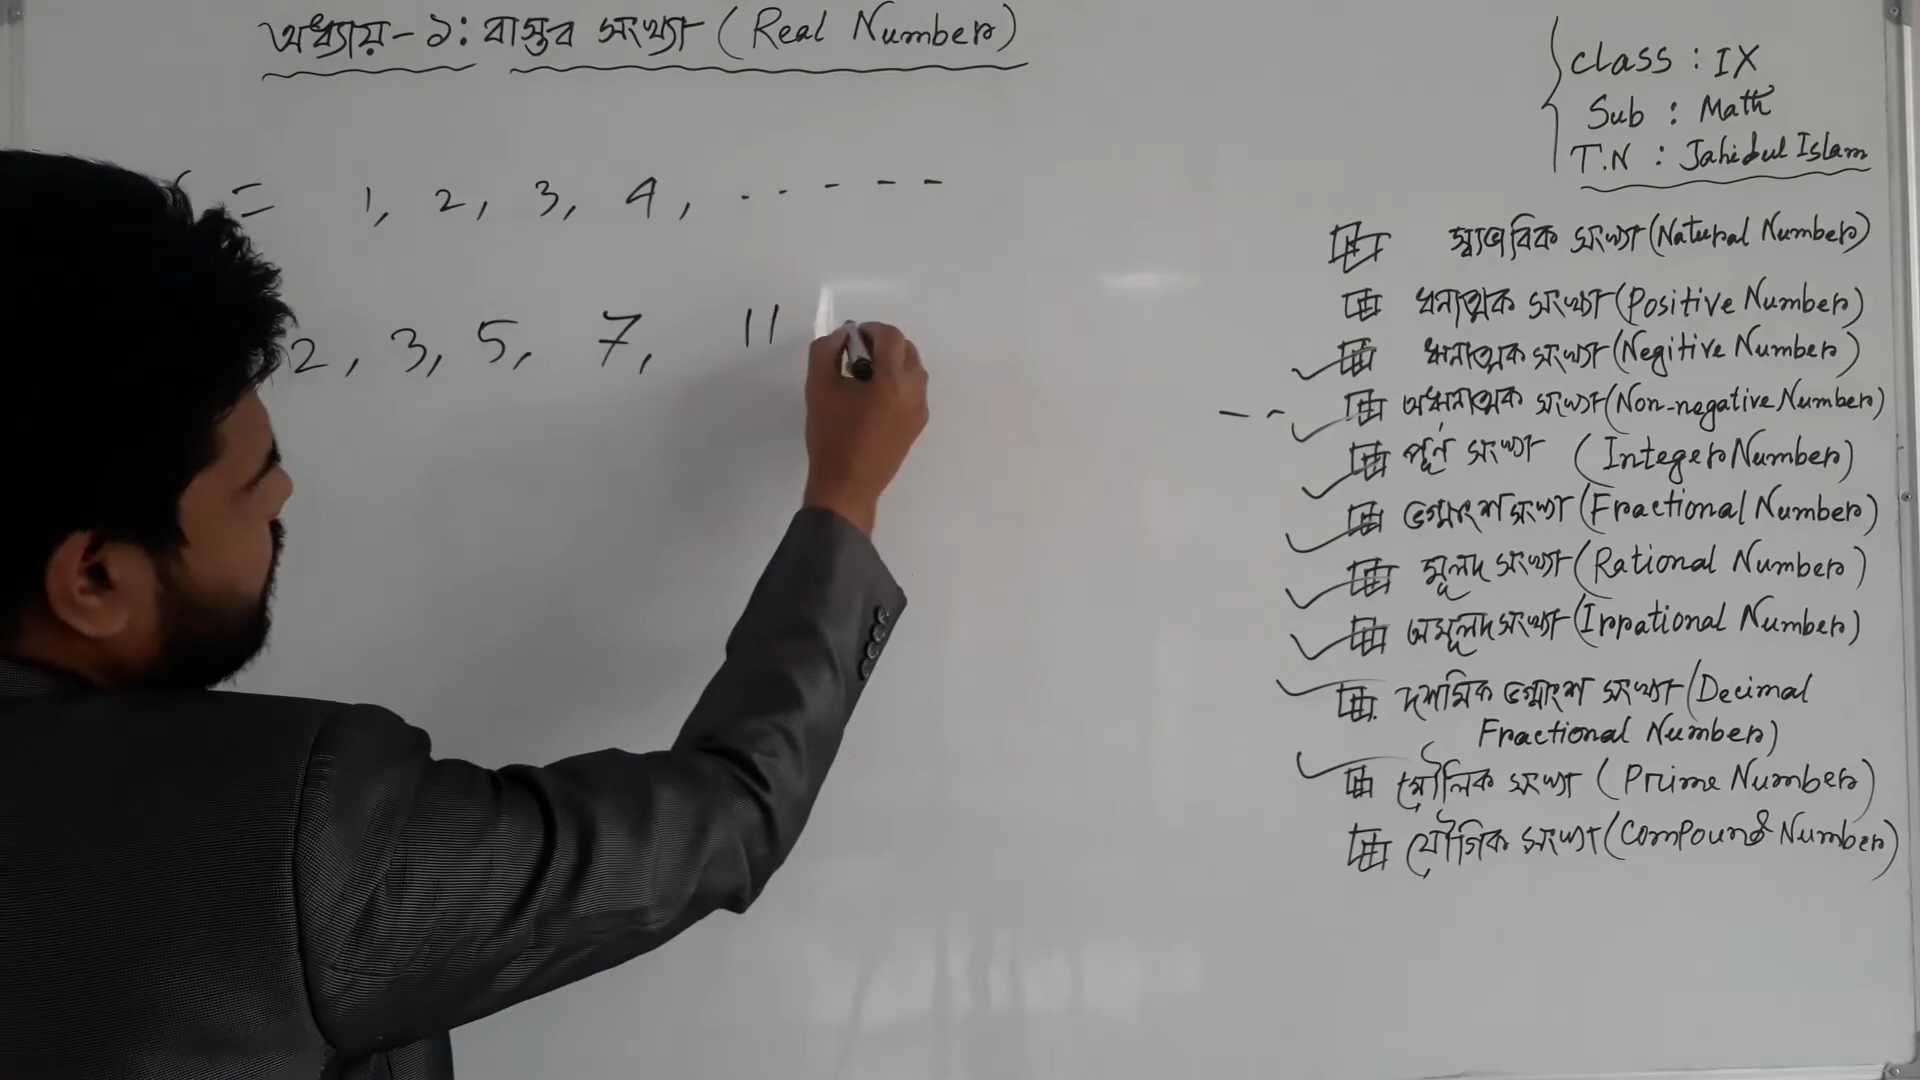 অধ্যায়-১: বাস্তব সংখ্যা (Real Number)
= 1, 2, 3, 4, . - - - -
2, 3, 5, 7, 11
class : IX
Sub : Math
T.N : Jahidul Islam
স্বাভাবিক সংখ্যা (Natural Number)
ধনাত্মক সংখ্যা (Positive Number)
ঋনাত্মক সংখ্যা (Negitive Number)
অঋনাত্মক সংখ্যা (Non-negative Number)
পূর্ণ সংখ্যা (Integer Number)
ভগ্মাংশ সংখ্যা (Fractional Number)
মূলদ সংখ্যা (Rational Number)
অমূলদ সংখ্যা (Irrational Number)
দশমিক ভগ্মাংশ সংখ্যা (Decimal
Fractional Number)
মৌলিক সংখ্যা (Prime Number)
যৌগিক সংখ্যা (Compound Number)